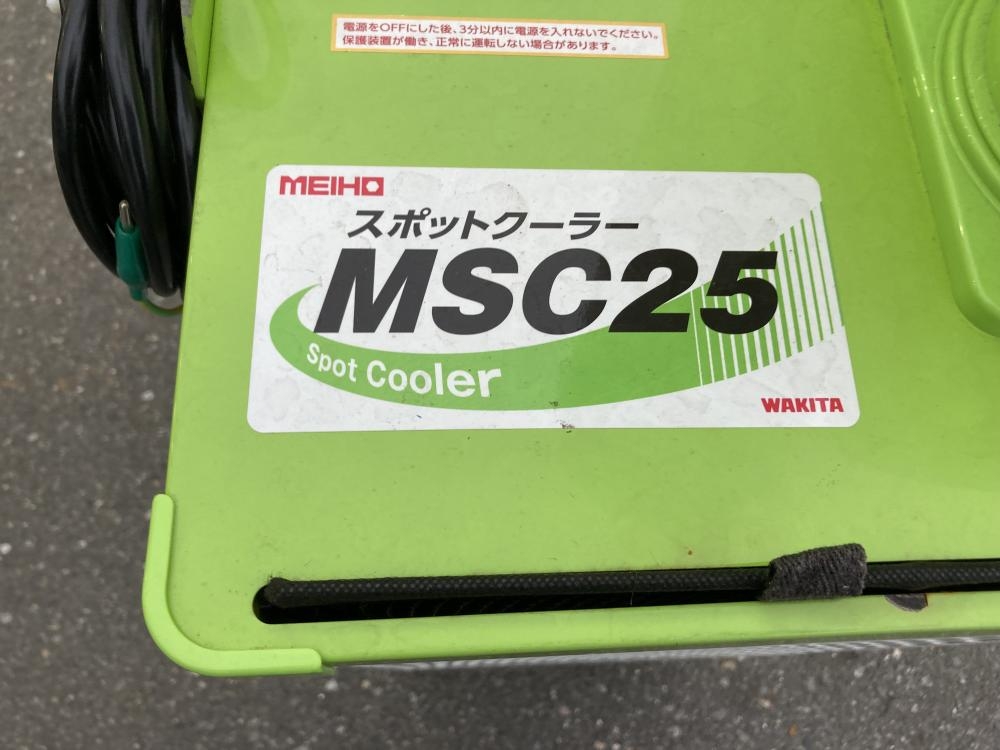 電源をOFFにした後、3分以内に電源を入れないでください。
保護装置が働き、正常に運転しない場合があります。
MEIHO
スポットクーラー
MSC25
Spot Cooler
WAKITA